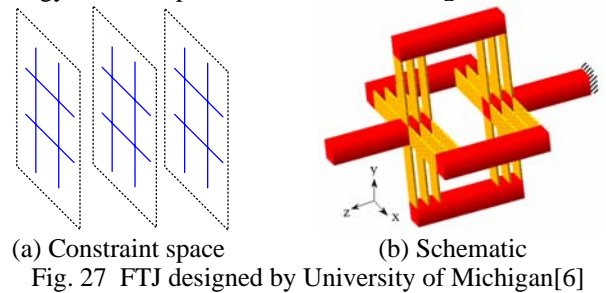 y
z
x
(a) Constraint space (b) Schematic
Fig. 27 FTJ designed by University of Michigan[6]